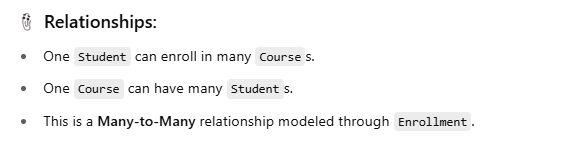 Relationships:
One Student can enroll in many Courses.
One Course can have many Students.
This is a Many-to-Many relationship modeled through Enrollment.